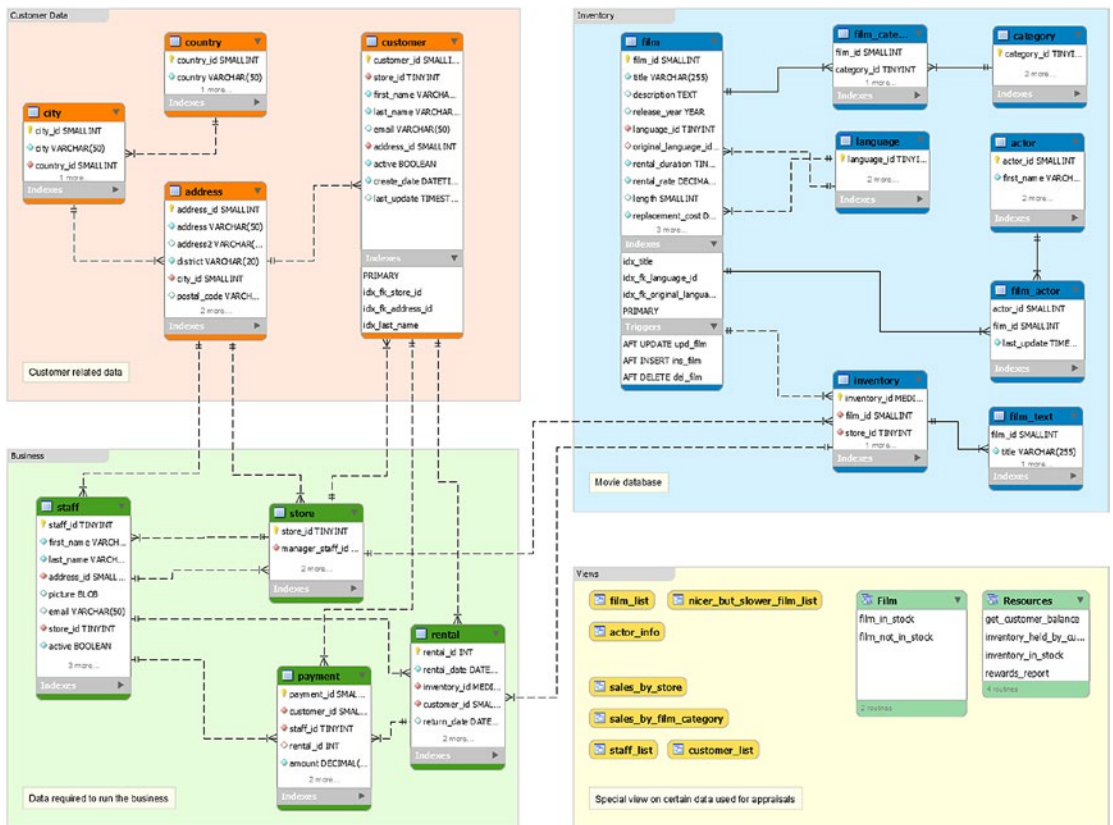 Customer Data
country
country_id SMALLINT
country VARCHAR(50)
1 more...
Indexes
city
city_id SMALLINT
city VARCHAR(50)
country_id SMALLINT
1 more...
Indexes
address
address_id SMALLINT
address VARCHAR(50)
address2 VARCHAR(...
district VARCHAR(20)
city_id SMALLINT
postal_code VARCH...
2 more...
Indexes
customer
customer_id SMALLI...
store_id TINYINT
first_name VARCHA...
last_name VARCHAR...
email VARCHAR(50)
address_id SMALLINT
active BOOLEAN
create_date DATETI...
last_update TIMEST...
Indexes
PRIMARY
idx_fk_store_id
idx_fk_address_id
idx_last_name
Customer related data
Inventory
film
film_id SMALLINT
title VARCHAR(255)
description TEXT
release_year YEAR
language_id TINYINT
original_language_id...
rental_duration TIN...
rental_rate DECIMA...
length SMALLINT
replacement_cost D...
3 more...
Indexes
idx_title
idx_fk_language_id
idx_fk_original_langua...
PRIMARY
Triggers
AFT UPDATE upd_film
AFT INSERT ins_film
AFT DELETE del_film
film_cate...
film_id SMALLINT
category_id TINYINT
1 more...
Indexes
category
category_id TINYI...
2 more...
Indexes
language
language_id TINYI...
2 more...
Indexes
actor
actor_id SMALLINT
first_name VARCH...
2 more...
Indexes
film_actor
actor_id SMALLINT
film_id SMALLINT
last_update TIME...
Indexes
inventory
inventory_id MEDI...
film_id SMALLINT
store_id TINYINT
1 more...
Indexes
film_text
film_id SMALLINT
title VARCHAR(255)
1 more...
Indexes
Movie database
Business
staff
staff_id TINYINT
first_name VARCH...
last_name VARCH...
address_id SMALL...
picture BLOB
email VARCHAR(50)
store_id TINYINT
active BOOLEAN
3 more...
Indexes
store
store_id TINYINT
manager_staff_id ...
2 more...
Indexes
payment
payment_id SMAL...
customer_id SMAL...
staff_id TINYINT
rental_id INT
amount DECIMAL(...
2 more...
Indexes
rental
rental_id INT
rental_date DATE...
inventory_id MEDI...
customer_id SMAL...
return_date DATE...
2 more...
Indexes
Data required to run the business
Views
film_list
nicer_but_slower_film_list
actor_info
sales_by_store
sales_by_film_category
staff_list
customer_list
Film
film_in_stock
film_not_in_stock
2 routines
Resources
get_customer_balance
inventory_held_by_cu...
inventory_in_stock
rewards_report
4 routines
Special view on certain data used for appraisals